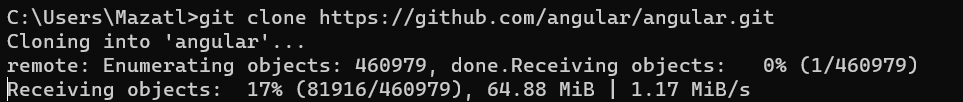 C:\Users\Mazatl>git clone https://github.com/angular/angular.git
Cloning into 'angular'...
remote: Enumerating objects: 460979, done.Receiving objects:   0% (1/460979)
Receiving objects:  17% (81916/460979), 64.88 MiB | 1.17 MiB/s